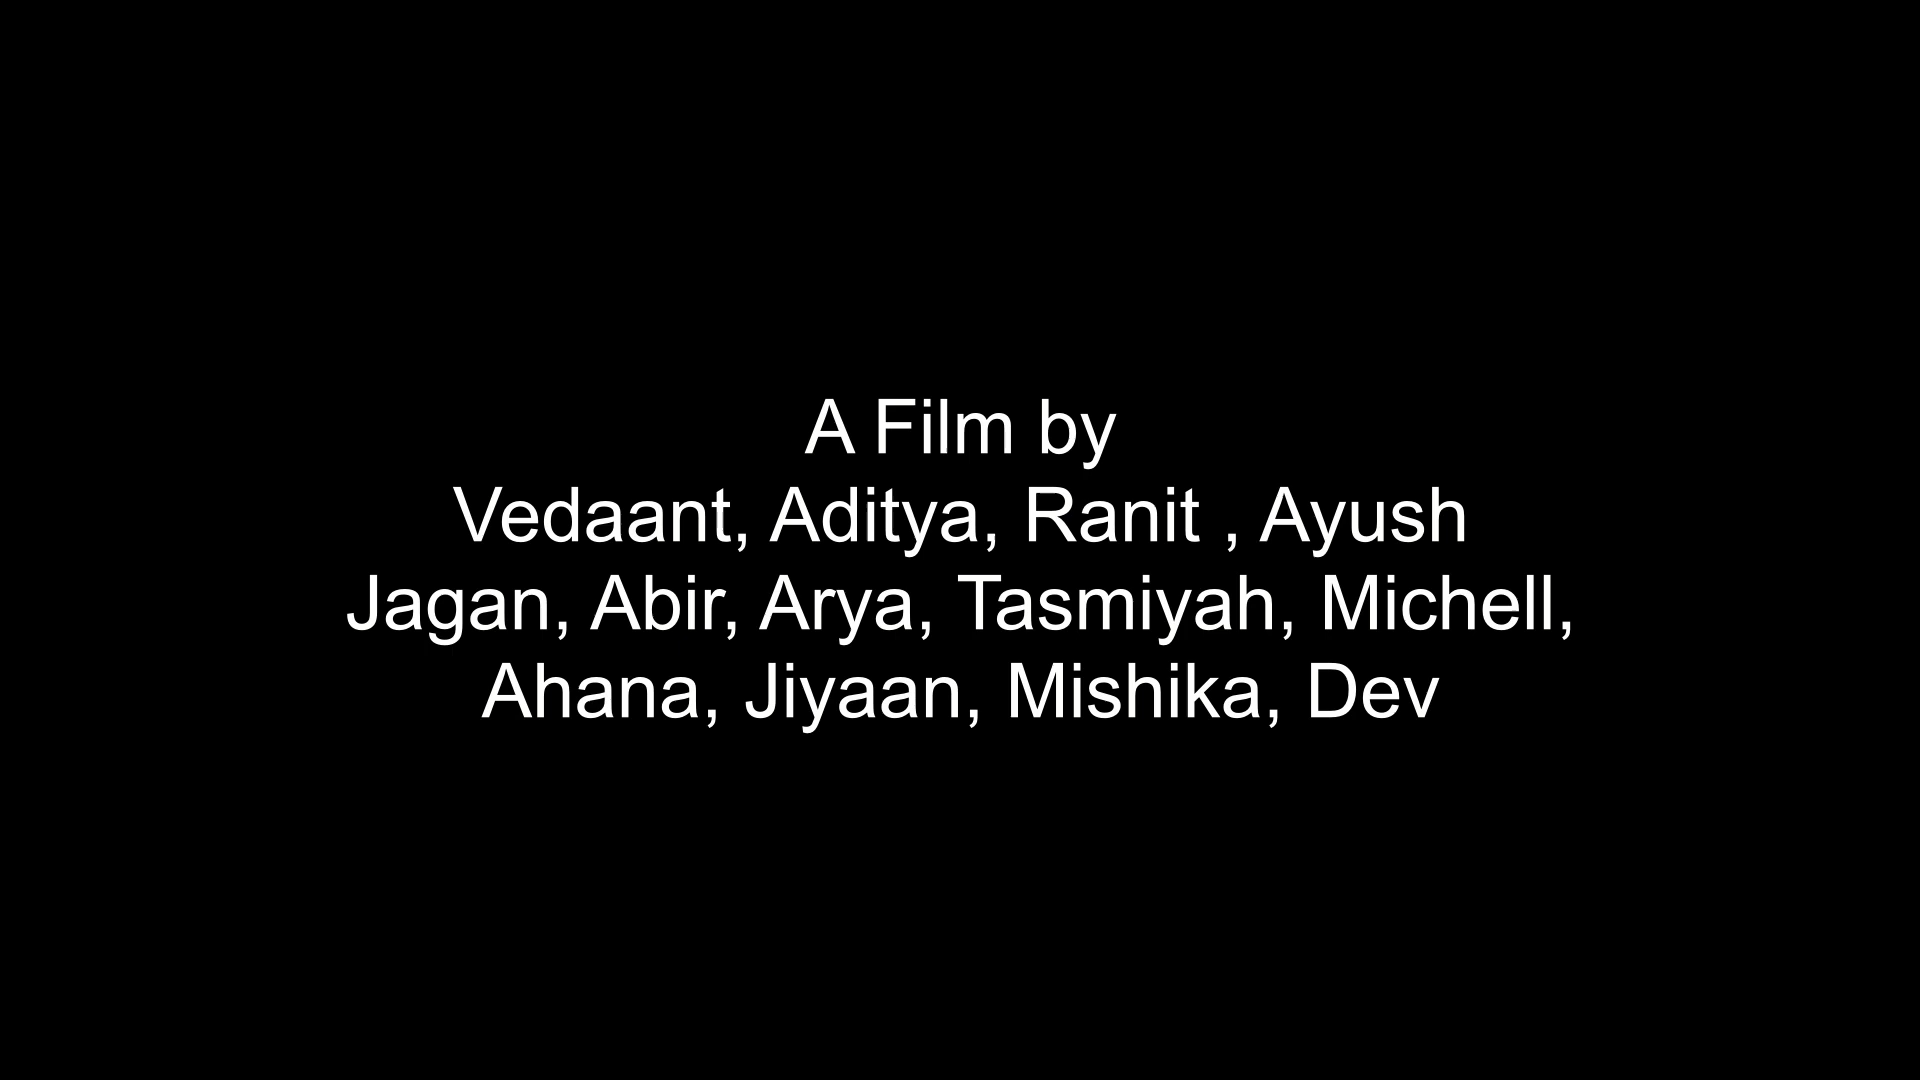 A Film by
Vedaant, Aditya, Ranit , Ayush
Jagan, Abir, Arya, Tasmiyah, Michell,
Ahana, Jiyaan, Mishika, Dev